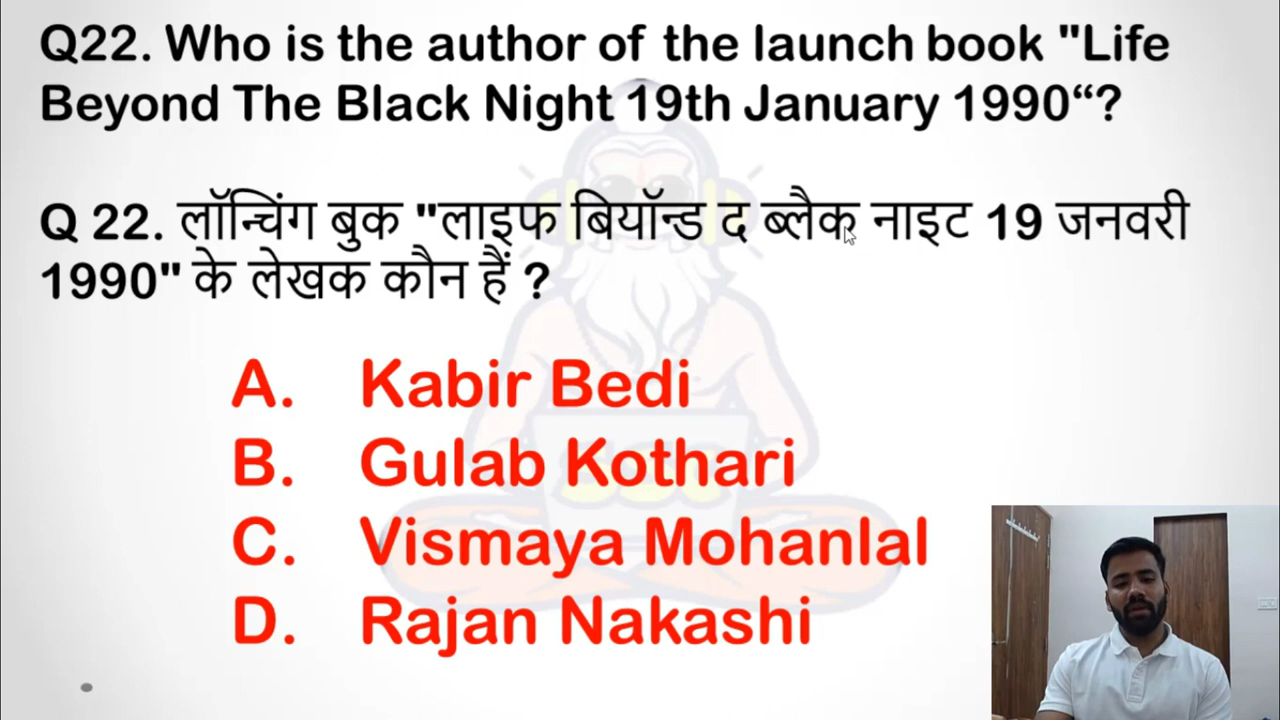 Q22. Who is the author of the launch book "Life
Beyond The Black Night 19th January 1990“?
Q 22. लॉन्चिंग बुक "लाइफ बियॉन्ड द ब्लैक नाइट 19 जनवरी
1990" के लेखक कौन हैं ?
A. Kabir Bedi
B. Gulab Kothari
C. Vismaya Mohanlal
D. Rajan Nakashi